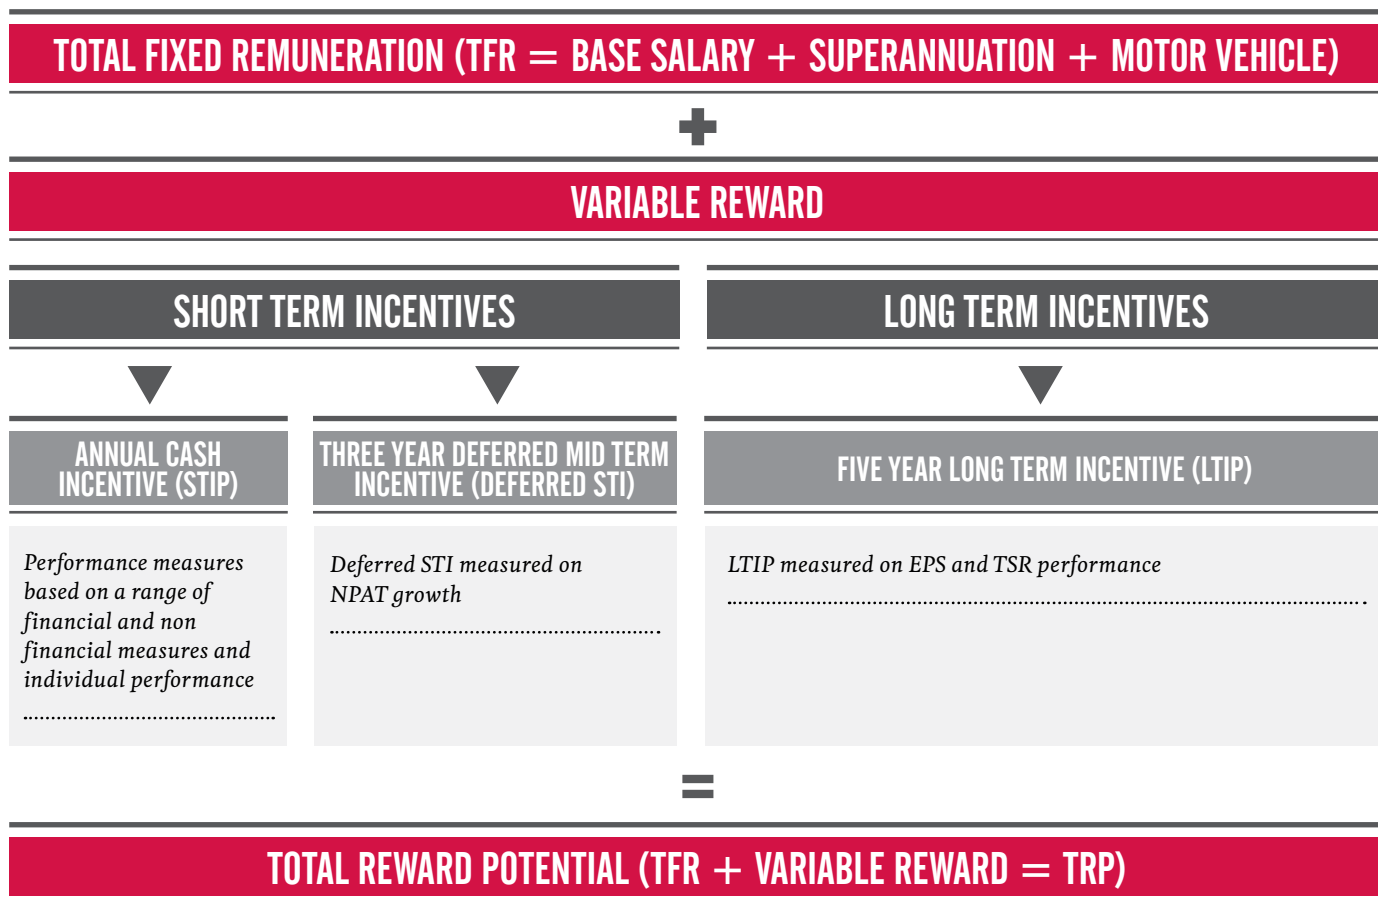 TOTAL FIXED REMUNERATION (TFR = BASE SALARY + SUPERANNUATION + MOTOR VEHICLE)
+
VARIABLE REWARD
SHORT TERM INCENTIVES
LONG TERM INCENTIVES
ANNUAL CASH
INCENTIVE (STIP)
THREE YEAR DEFERRED MID TERM
INCENTIVE (DEFERRED STI)
FIVE YEAR LONG TERM INCENTIVE (LTIP)
Performance measures
based on a range of
financial and non
financial measures and
individual performance
Deferred STI measured on
NPAT growth
LTIP measured on EPS and TSR performance
=
TOTAL REWARD POTENTIAL (TFR + VARIABLE REWARD = TRP)